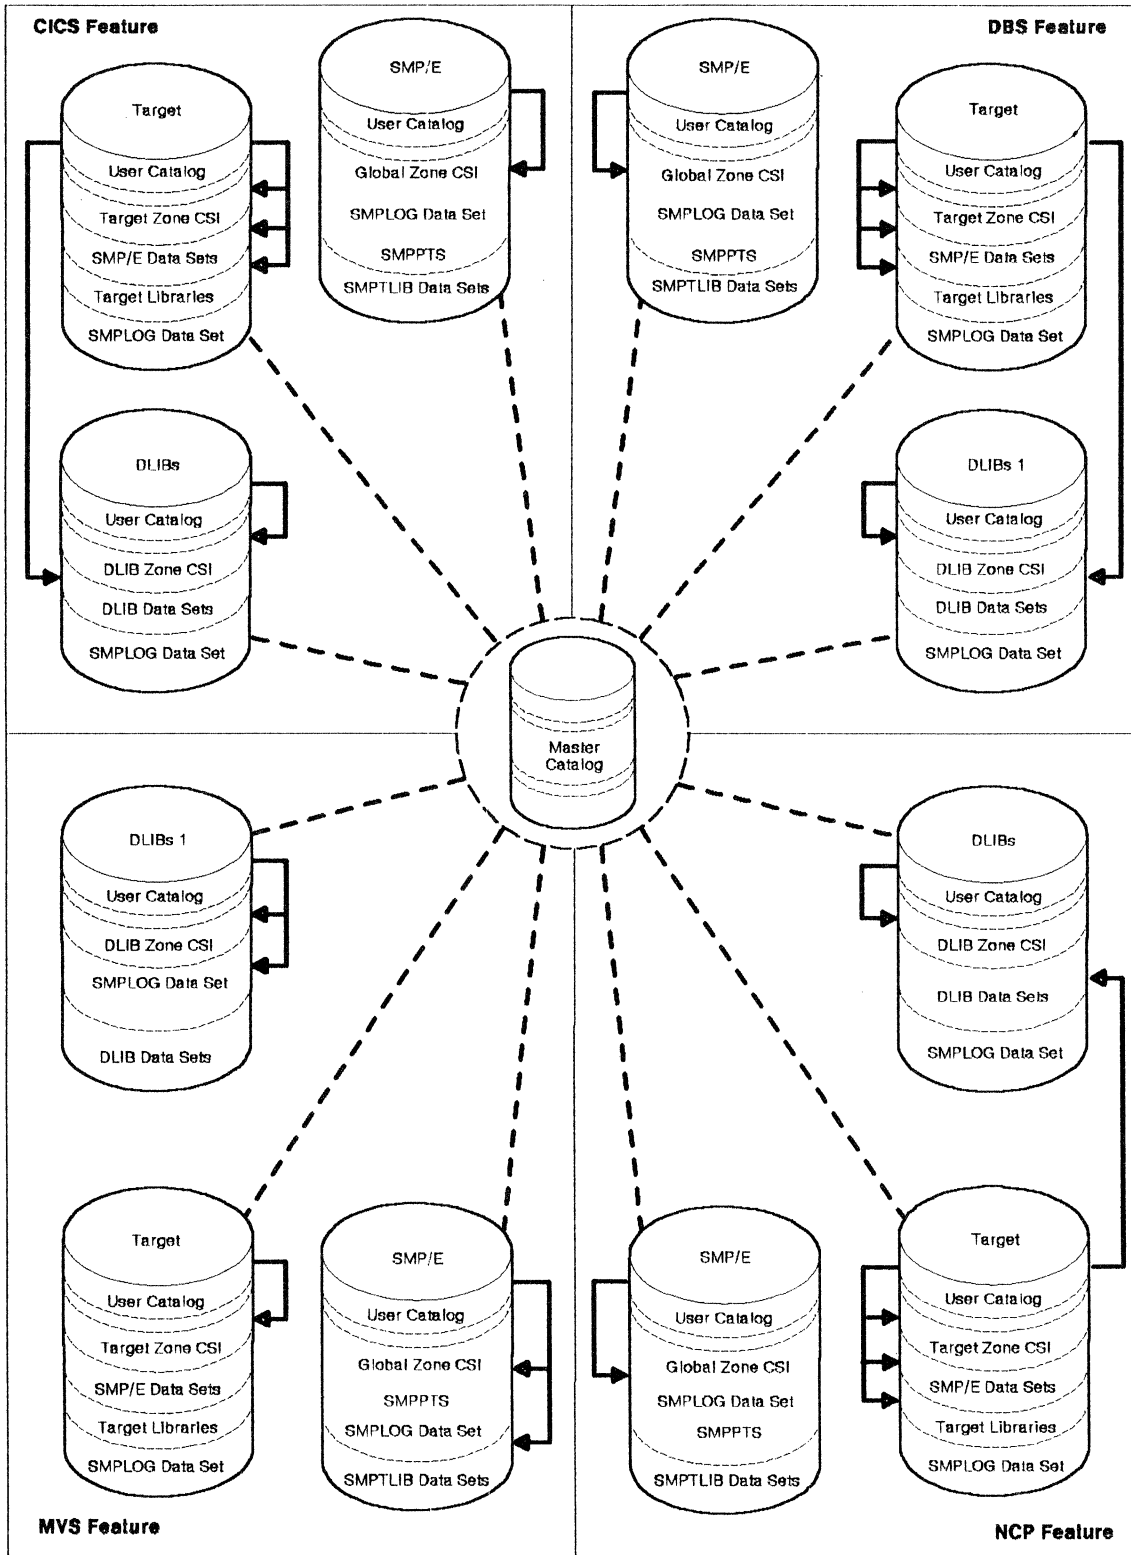 CICS Feature
Target
User Catalog
Target Zone CSI
SMP/E Data Sets
Target Libraries
SMPLOG Data Set
SMP/E
User Catalog
Global Zone CSI
SMPLOG Data Set
SMPPTS
SMPTLIB Data Sets
DLIBs
User Catalog
DLIB Zone CSI
DLIB Data Sets
SMPLOG Data Set
DBS Feature
SMP/E
User Catalog
Global Zone CSI
SMPLOG Data Set
SMPPTS
SMPTLIB Data Sets
Target
User Catalog
Target Zone CSI
SMP/E Data Sets
Target Libraries
SMPLOG Data Set
DLIBs 1
User Catalog
DLIB Zone CSI
DLIB Data Sets
SMPLOG Data Set
Master
Catalog
DLIBs 1
User Catalog
DLIB Zone CSI
SMPLOG Data Set
DLIB Data Sets
Target
User Catalog
Target Zone CSI
SMP/E Data Sets
Target Libraries
SMPLOG Data Set
SMP/E
User Catalog
Global Zone CSI
SMPPTS
SMPLOG Data Set
SMPTLIB Data Sets
MVS Feature
DLIBs
User Catalog
DLIB Zone CSI
DLIB Data Sets
SMPLOG Data Set
SMP/E
User Catalog
Global Zone CSI
SMPLOG Data Set
SMPPTS
SMPTLIB Data Sets
Target
User Catalog
Target Zone CSI
SMP/E Data Sets
Target Libraries
SMPLOG Data Set
NCP Feature